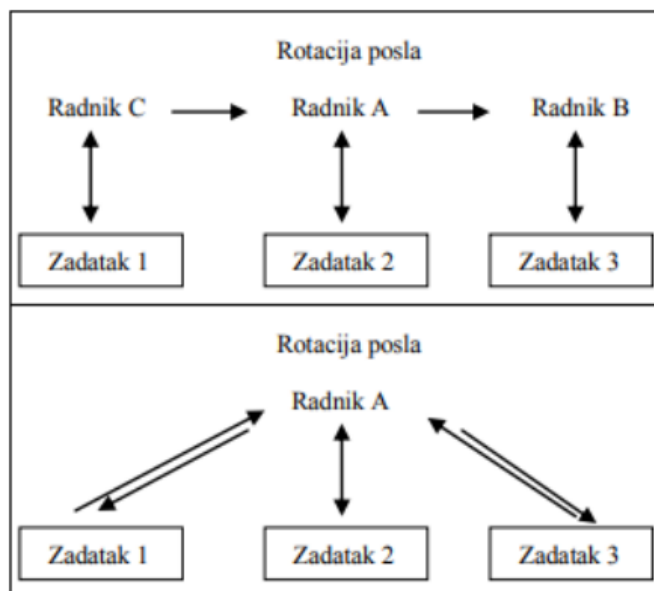 Rotacija posla
Radnik C Radnik A Radnik B
Zadatak 1 Zadatak 2 Zadatak 3
Rotacija posla
Radnik A
Zadatak 1 Zadatak 2 Zadatak 3